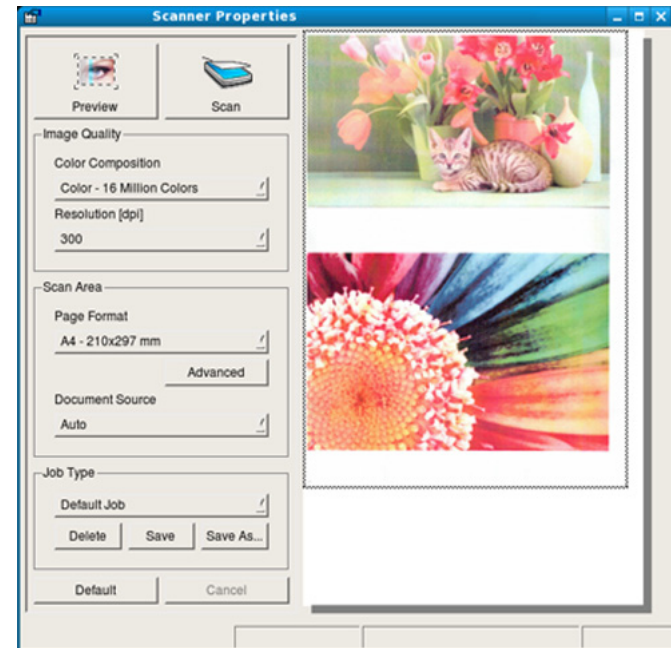 Scanner Properties
Preview
Scan
Image Quality
Color Composition
Color - 16 Million Colors
Resolution [dpi]
300
Scan Area
Page Format
A4 - 210x297 mm
Advanced
Document Source
Auto
Job Type
Default Job
Delete Save Save As...
Default Cancel